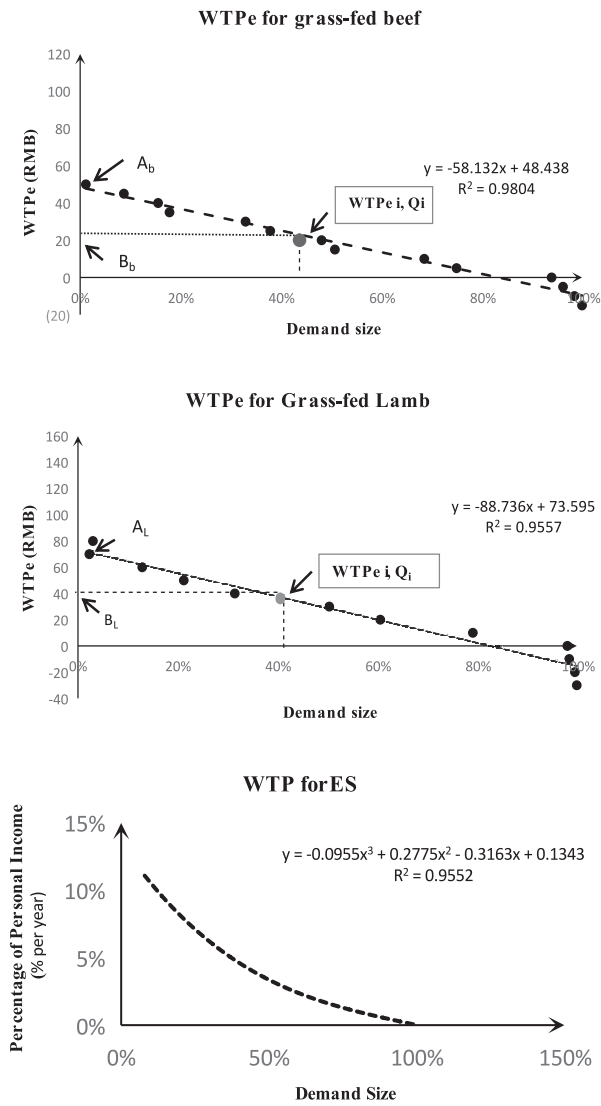 WTPe for grass-fed beef
120
100
80
60
40
20
0
(20)
WTPe (RMB)
A_b
B_b
WTPe i, Qi
y = -58.132x + 48.438
R² = 0.9804
0% 20% 40% 60% 80% 100%
Demand size
WTPe for Grass-fed Lamb
160
140
120
100
80
60
40
20
0
-20
-40
WTPe (RMB)
A_L
B_L
WTPe i, Q_i
y = -88.736x + 73.595
R² = 0.9557
0% 20% 40% 60% 80% 100%
Demand size
WTP for ES
15%
10%
5%
0%
Percentage of Personal Income
(% per year)
y = -0.0955x³ + 0.2775x² - 0.3163x + 0.1343
R² = 0.9552
0% 50% 100% 150%
Demand Size